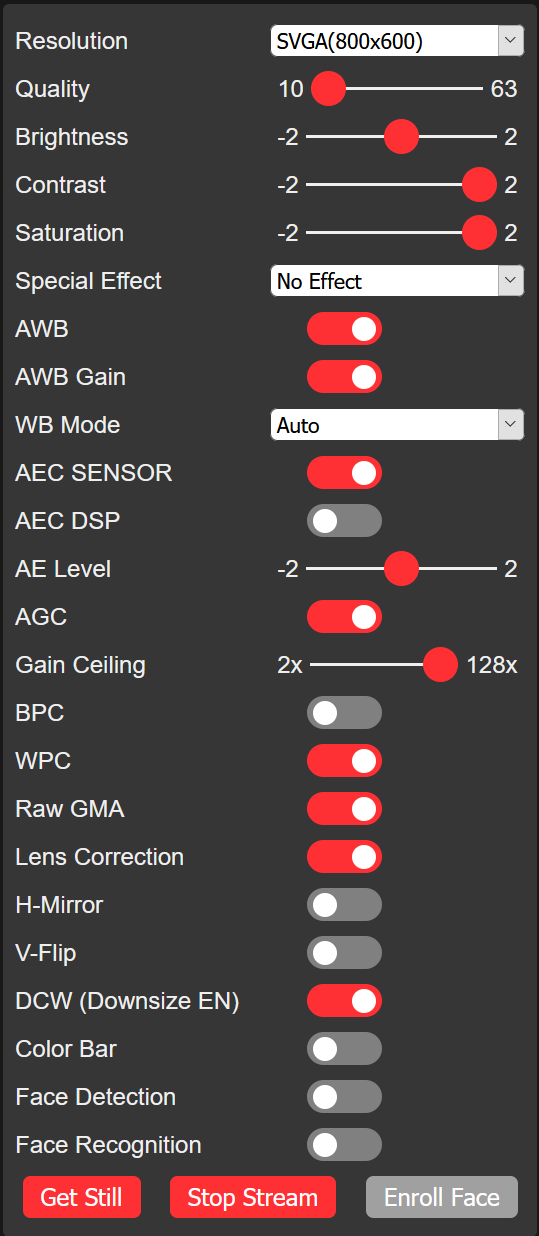 Resolution SVGA(800x600)
Quality 10 63
Brightness -2 2
Contrast -2 2
Saturation -2 2
Special Effect No Effect
AWB
AWB Gain
WB Mode Auto
AEC SENSOR
AEC DSP
AE Level -2 2
AGC
Gain Ceiling 2x 128x
BPC
WPC
Raw GMA
Lens Correction
H-Mirror
V-Flip
DCW (Downsize EN)
Color Bar
Face Detection
Face Recognition
Get Still Stop Stream Enroll Face